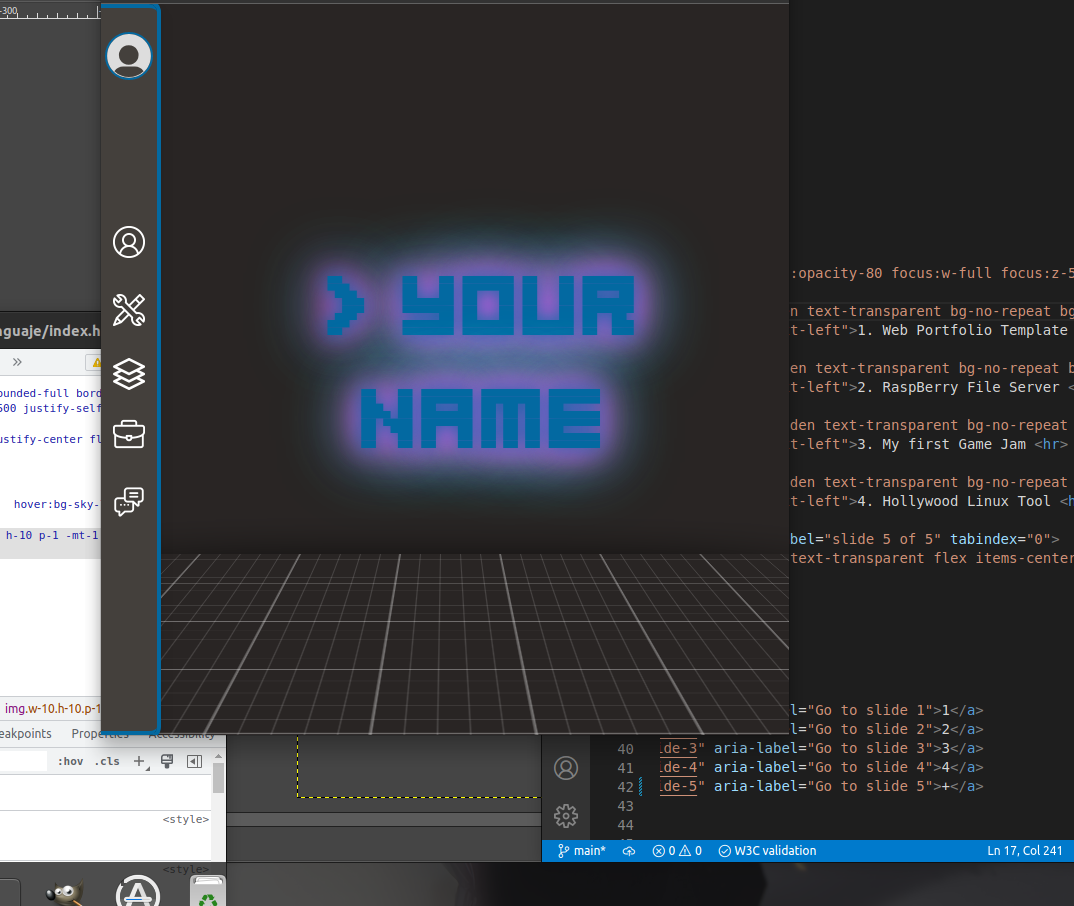 -300
> YOUR
NAME
nguaje/index.h
»
ounded-full bord
500 justify-self
ustify-center fl
hover:bg-sky-
h-10 p-1 -mt-1
img.w-10.h-10.p-1
eakpoints
Properties
Accessibility
:hov .cls +
<style>
<style>
:opacity-80 focus:w-full focus:z-5
n text-transparent bg-no-repeat bg
t-left">1. Web Portfolio Template
en text-transparent bg-no-repeat b
t-left">2. RaspBerry File Server <
den text-transparent bg-no-repeat
t-left">3. My first Game Jam <hr>
den text-transparent bg-no-repeat
t-left">4. Hollywood Linux Tool <h
bel="slide 5 of 5" tabindex="0">
text-transparent flex items-center
l="Go to slide 1">1</a>
l="Go to slide 2">2</a>
40 ide-3" aria-label="Go to slide 3">3</a>
41 ide-4" aria-label="Go to slide 4">4</a>
42 ide-5" aria-label="Go to slide 5">+</a>
43
44
main* 0 0 W3C validation Ln 17, Col 241